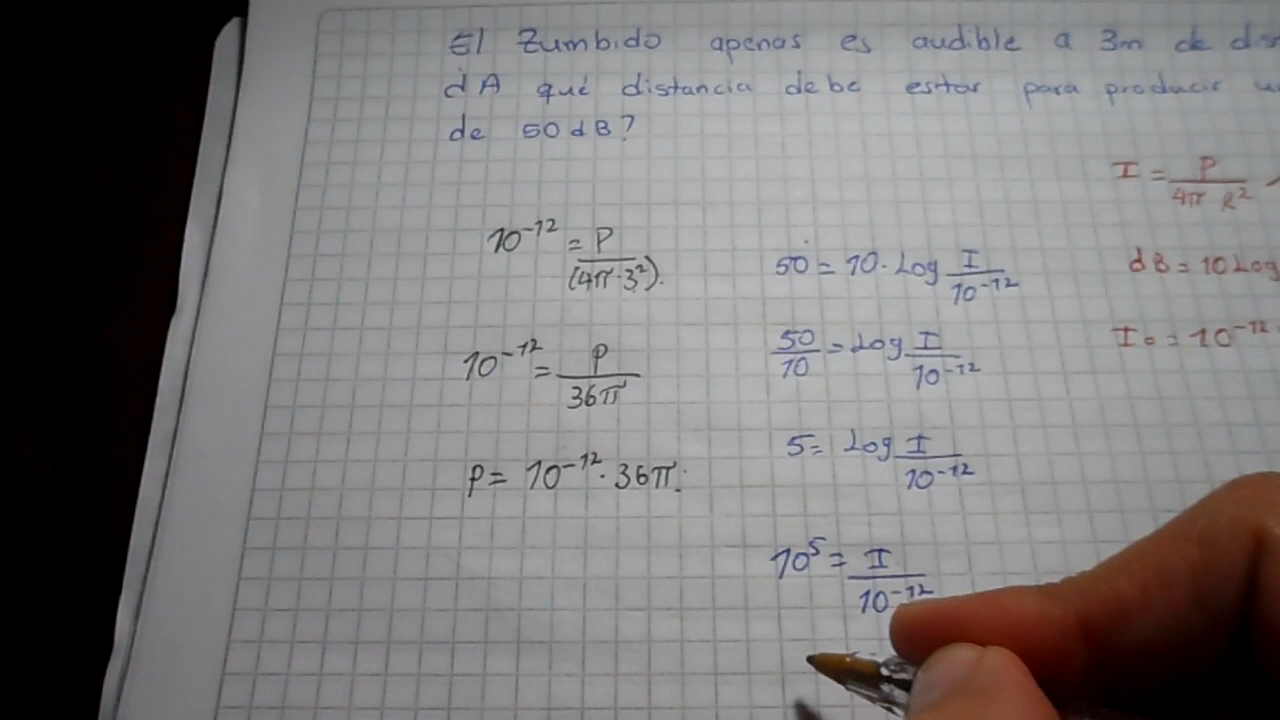 El zumbido apenas es audible a 3m de
¿A qué distancia debe estar para producir
de 50 dB?
I = P / 4π R²
10⁻¹² = P / (4π·3²).
50 = 10·Log I / 10⁻¹²
dB = 10 Log
I₀ = 10⁻¹²
10⁻¹² = P / 36π
50/10 = Log I / 10⁻¹²
5 = Log I / 10⁻¹²
P = 10⁻¹²·36π.
10⁵ = I / 10⁻¹²